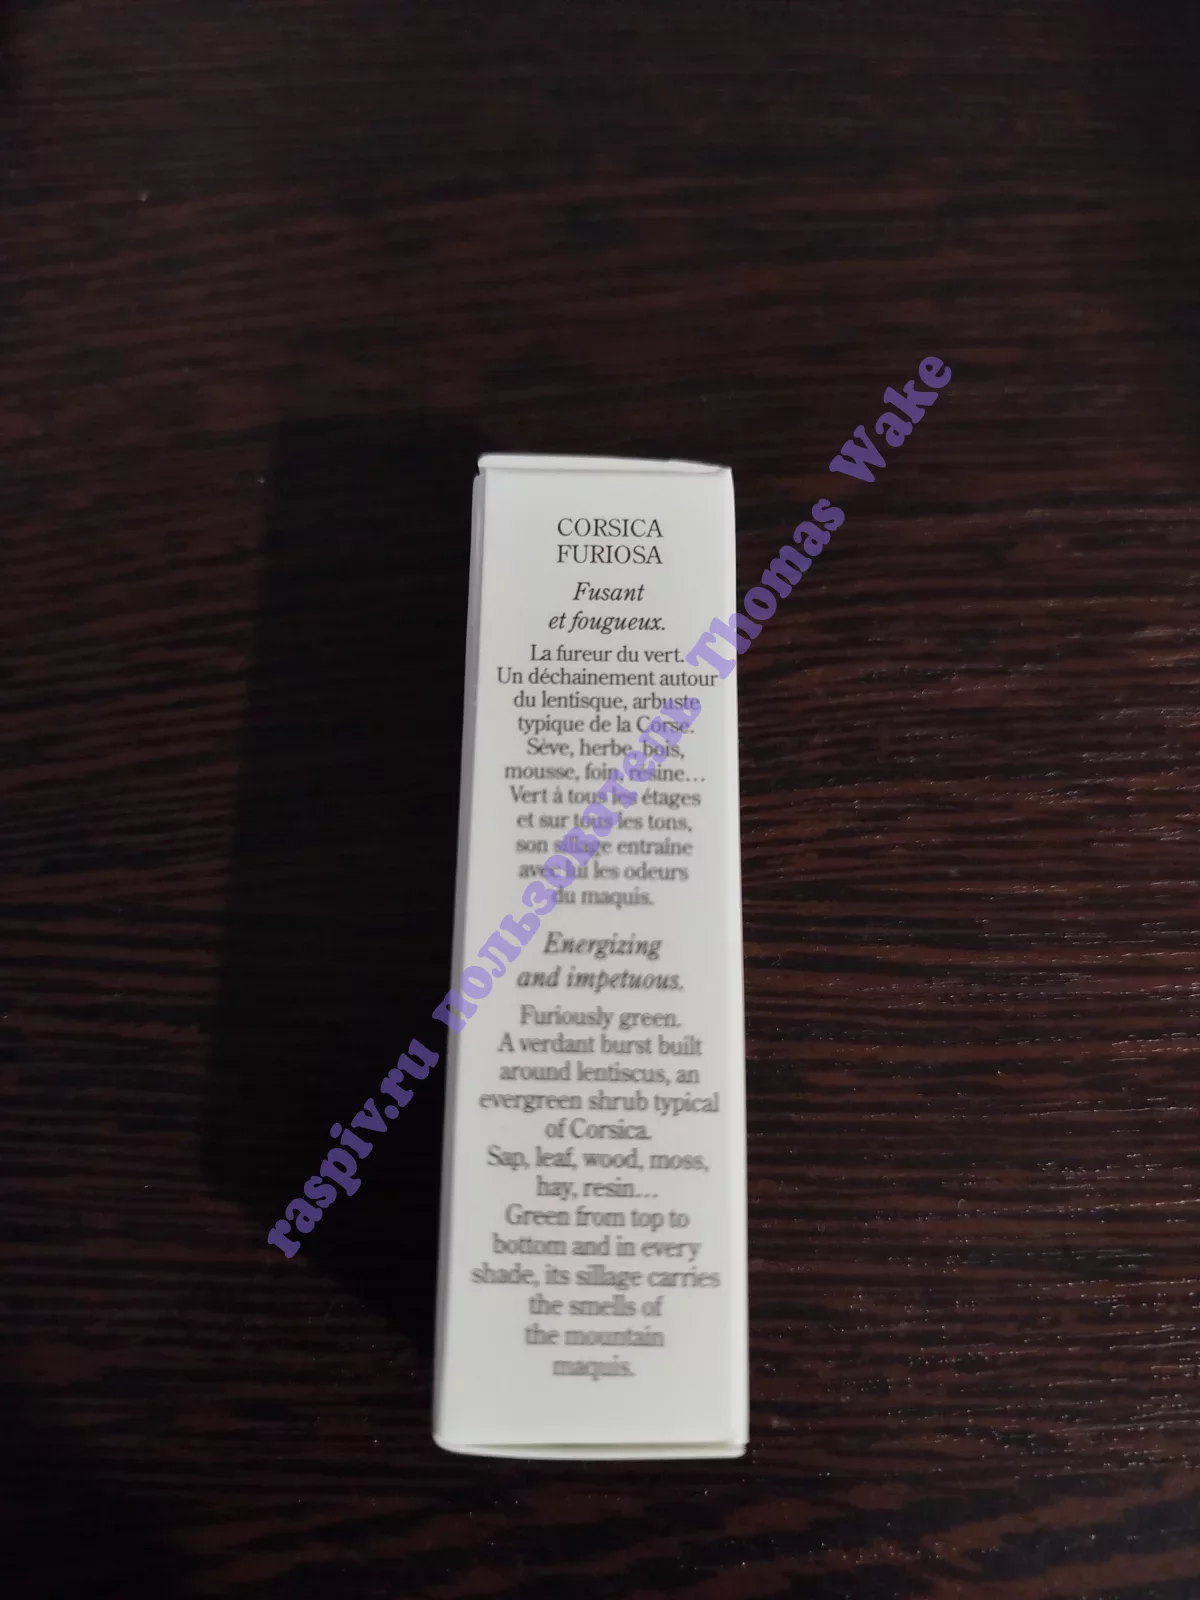 CORSICA
FURIOSA
Fusant
et fougueux.
La fureur du vert.
Un déchainement autour
du lentisque, arbuste
typique de la Corse.
Sève, herbe, bois,
mousse, foin, résine...
Vert à tous les étages
et sur tous les tons,
son sillage entraine
avec lui les odeurs
du maquis.
Energizing
and impetuous.
Furiously green.
A verdant burst built
around lentiscus, an
evergreen shrub typical
of Corsica.
Sap, leaf, wood, moss,
hay, resin...
Green from top to
bottom and in every
shade, its sillage carries
the smells of
the mountain
maquis.
raspiv.ru пользователь Thomas Wake